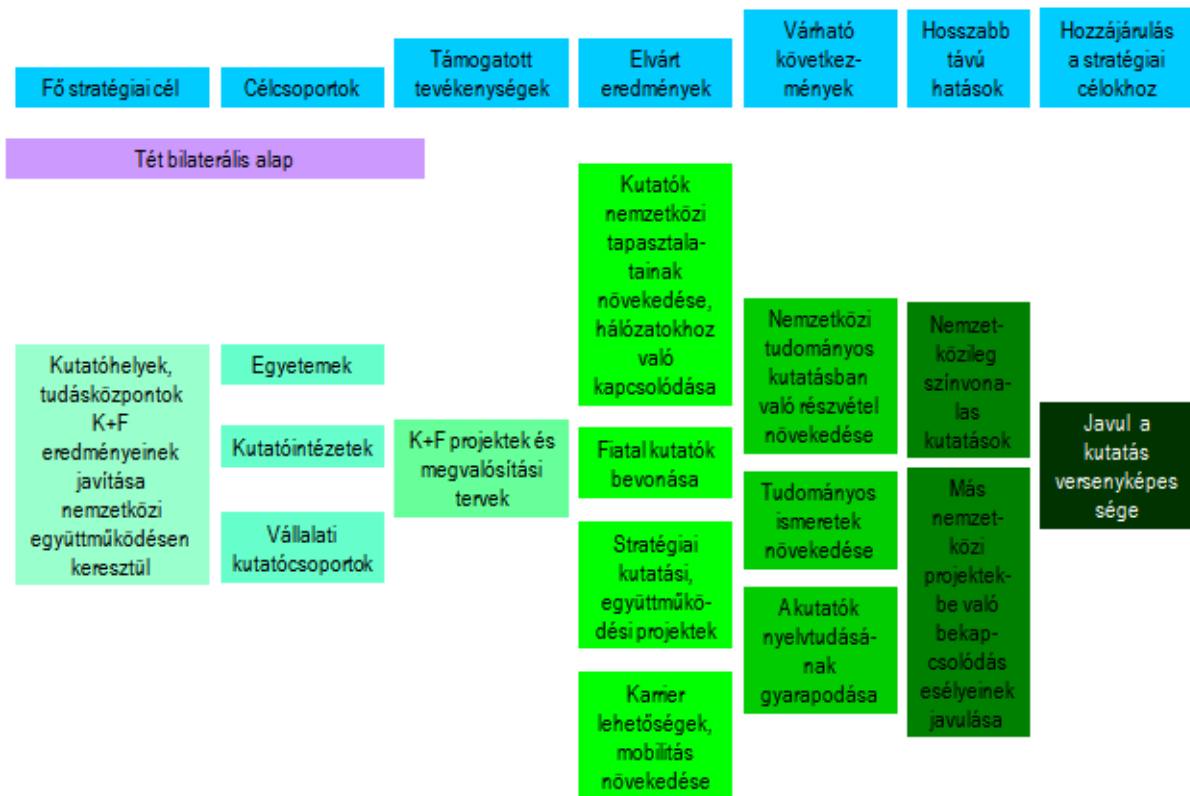 Fő stratégiai cél
Célcsoportok
Támogatott
tevékenységek
Elvárt
eredmények
Várható
következ-
mények
Hosszabb
távú
hatások
Hozzájárulás
a stratégiai
célokhoz
Tét bilaterális alap
Kutatóhelyek,
tudásközpontok
K+F
eredményeinek
javítása
nemzetközi
együttműködésen
keresztül
Egyetemek
Kutatóintézetek
Vállalati
kutatócsoportok
K+F projektek és
megvalósítási
tervek
Kutatók
nemzetközi
tapasztala-
tainak
növekedése,
hálózatokhoz
való
kapcsolódása
Fiatal kutatók
bevonása
Stratégiai
kutatási,
együttműkö-
dési projektek
Karrier
lehetőségek,
mobilitás
növekedése
Nemzetközi
tudományos
kutatásban
való részvétel
növekedése
Tudományos
ismeretek
növekedése
A kutatók
nyelvtudásá-
nak
gyarapodása
Nemzet-
közileg
színvona-
las
kutatások
Más
nemzet-
közi
projektek-
be való
bekap-
csolódás
esélyeinek
javulása
Javul a
kutatás
versenyképes
sége